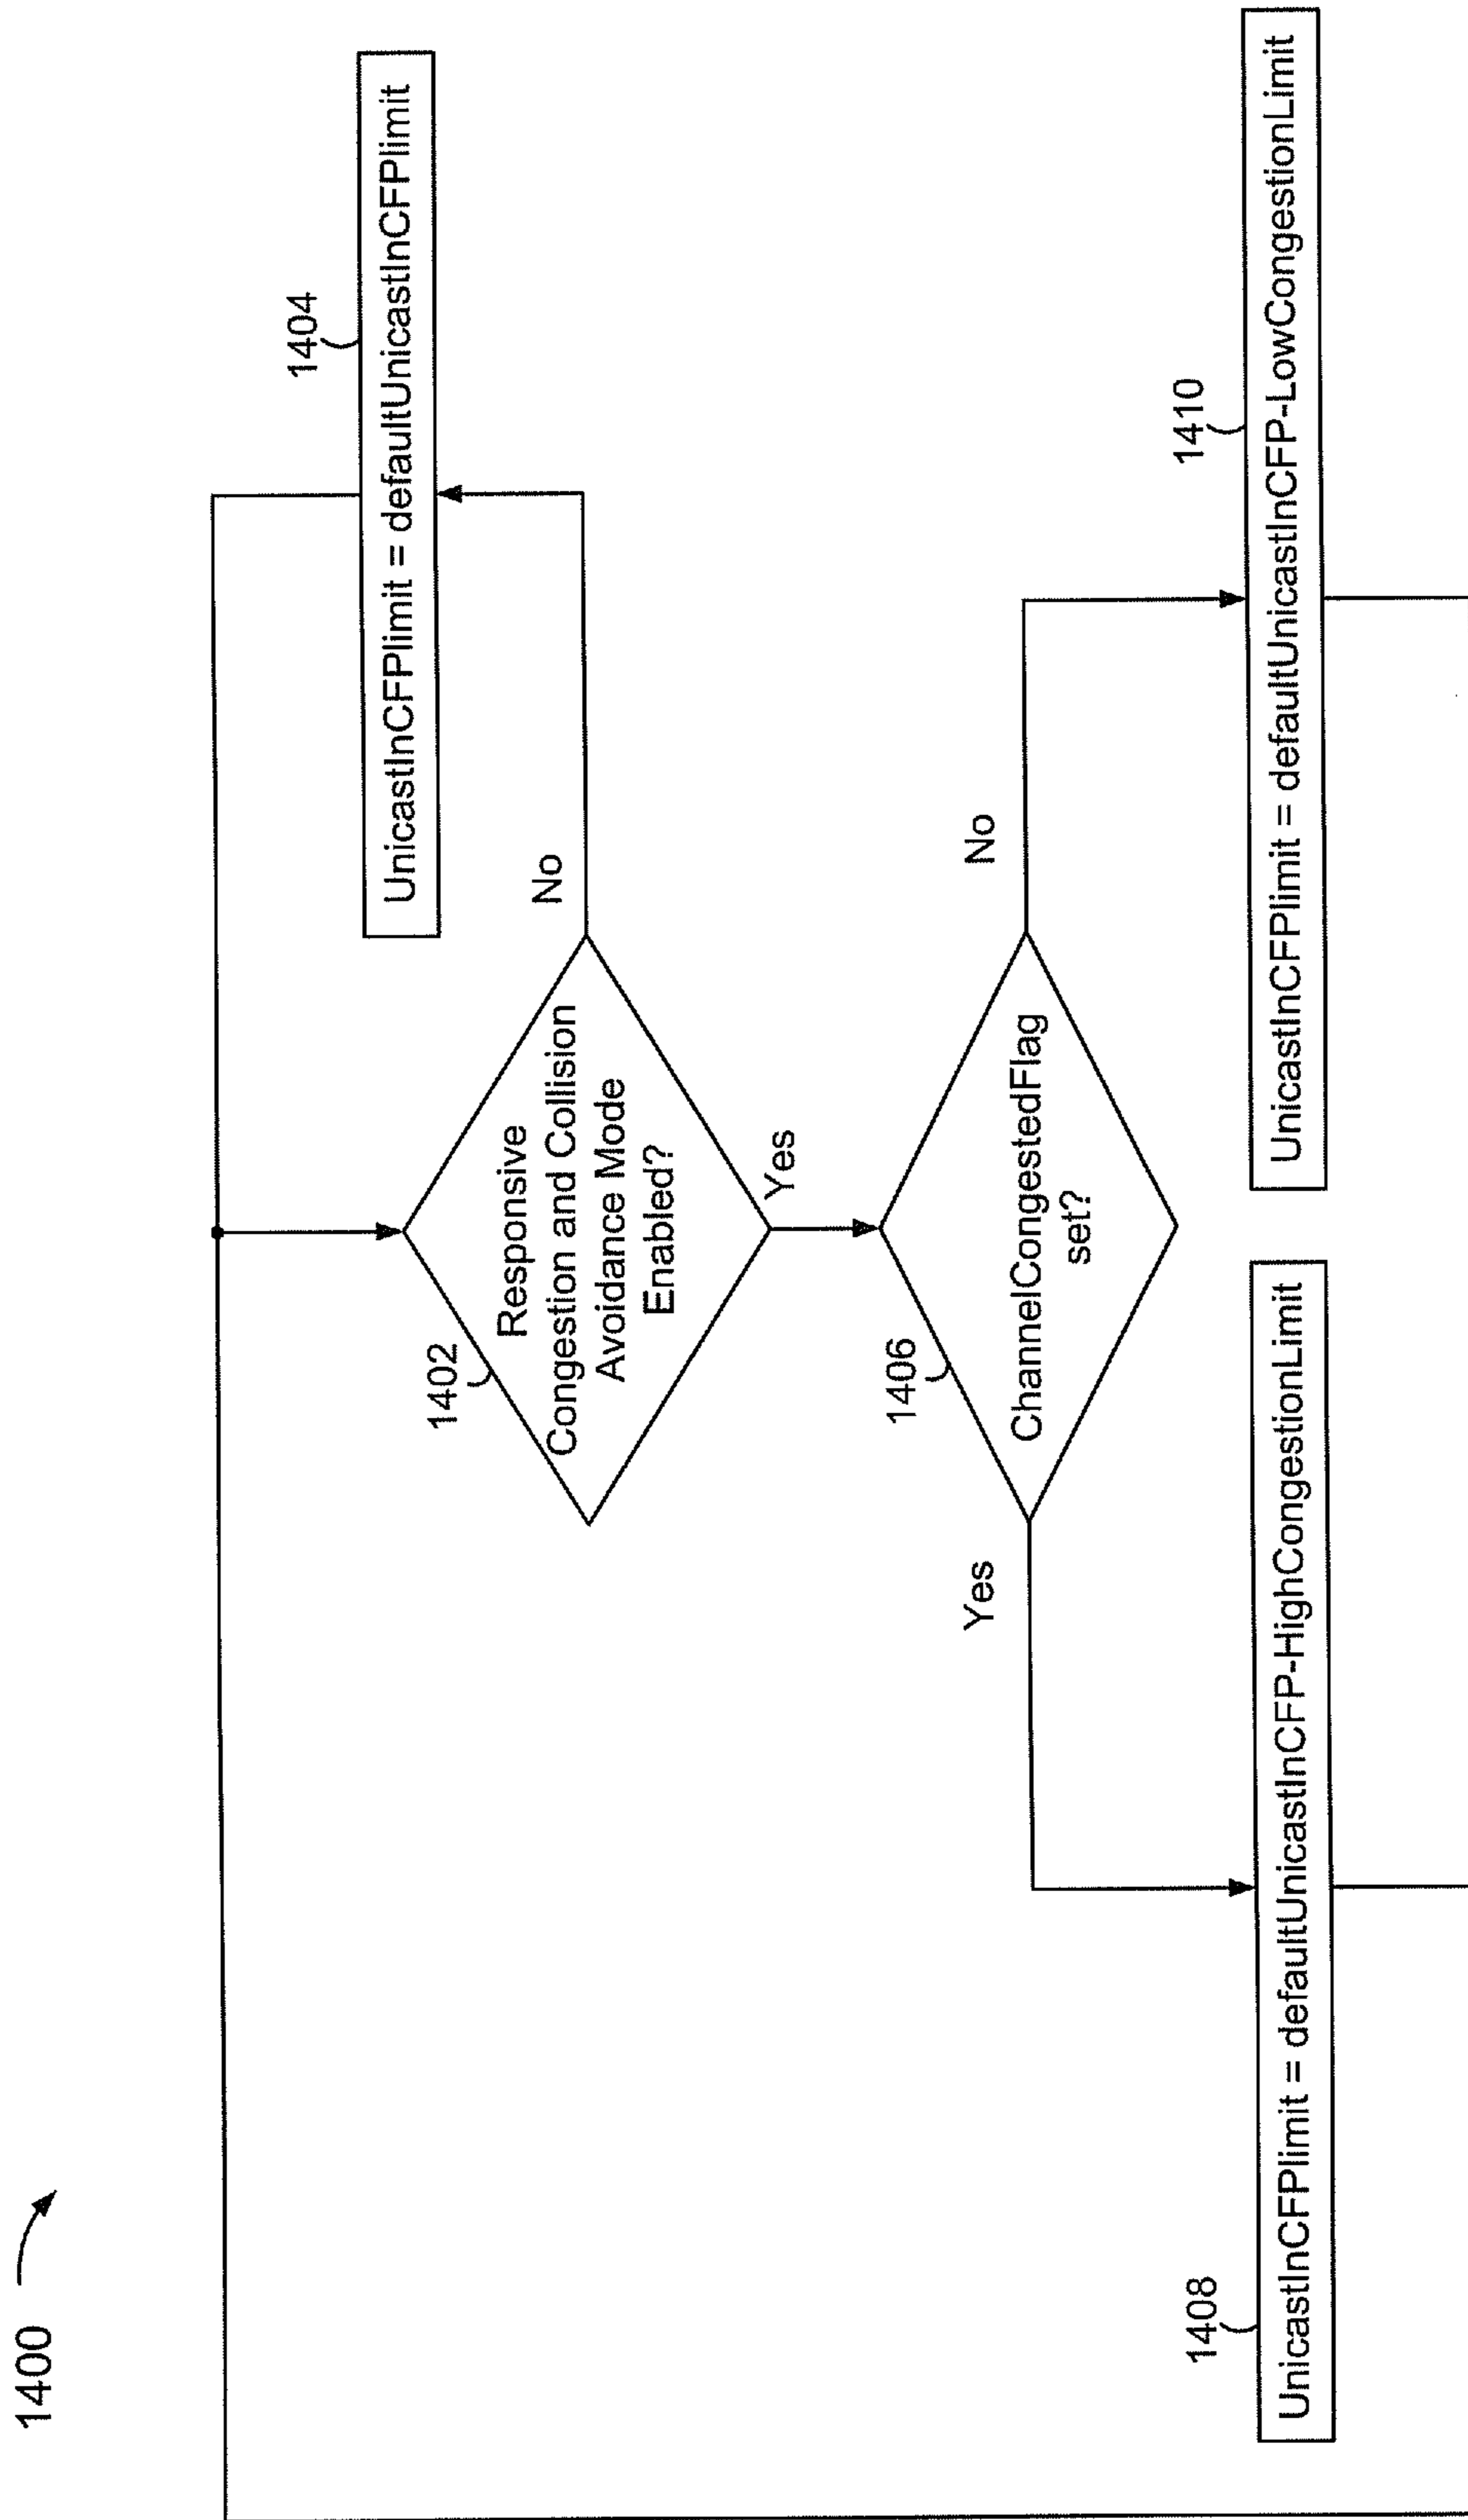 1400
1404
UnicastInCFPlimit = defaultUnicastInCFPlimit
1402
Responsive
Congestion and Collision
Avoidance Mode
Enabled?
No
Yes
1406
ChannelCongestedFlag
set?
Yes
No
1408
UnicastInCFPlimit = defaultUnicastInCFP-HighCongestionLimit
1410
UnicastInCFPlimit = defaultUnicastInCFP-LowCongestionLimit